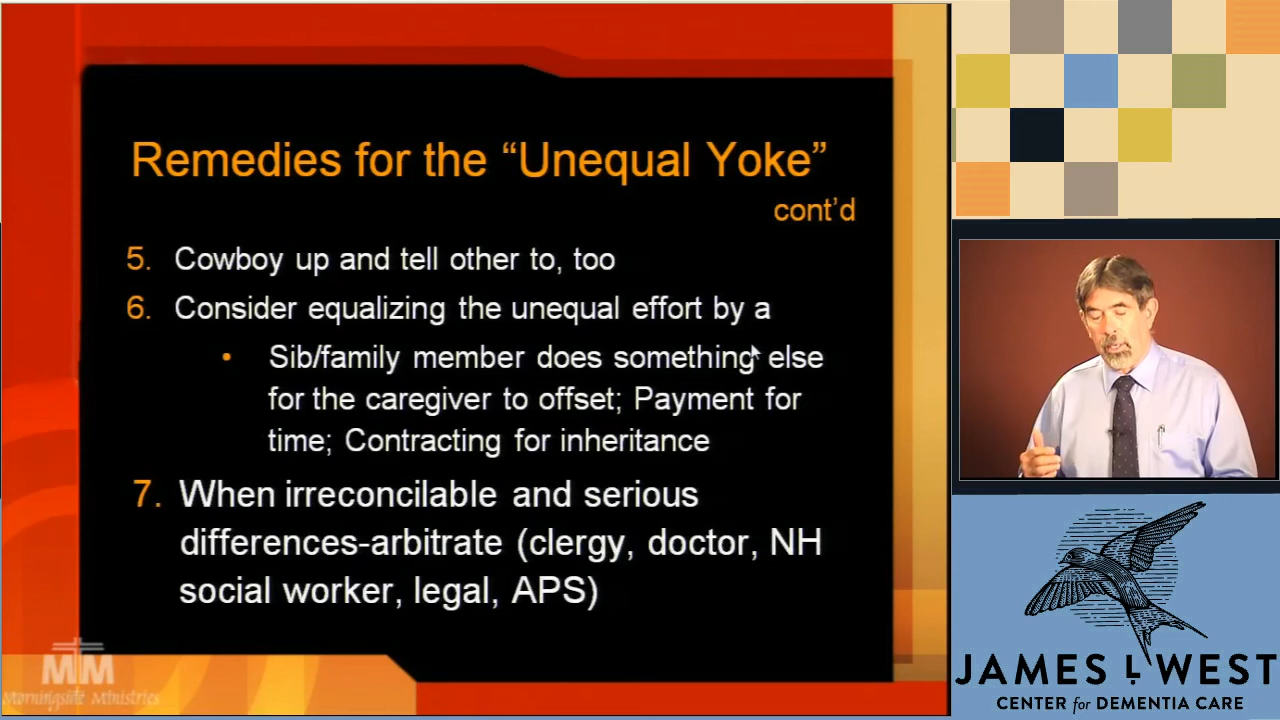 Remedies for the “Unequal Yoke”
cont’d
5. Cowboy up and tell other to, too
6. Consider equalizing the unequal effort by a
• Sib/family member does something else
for the caregiver to offset; Payment for
time; Contracting for inheritance
7. When irreconcilable and serious
differences-arbitrate (clergy, doctor, NH
social worker, legal, APS)
MM
Morningside Ministries
JAMES L WEST
CENTER for DEMENTIA CARE